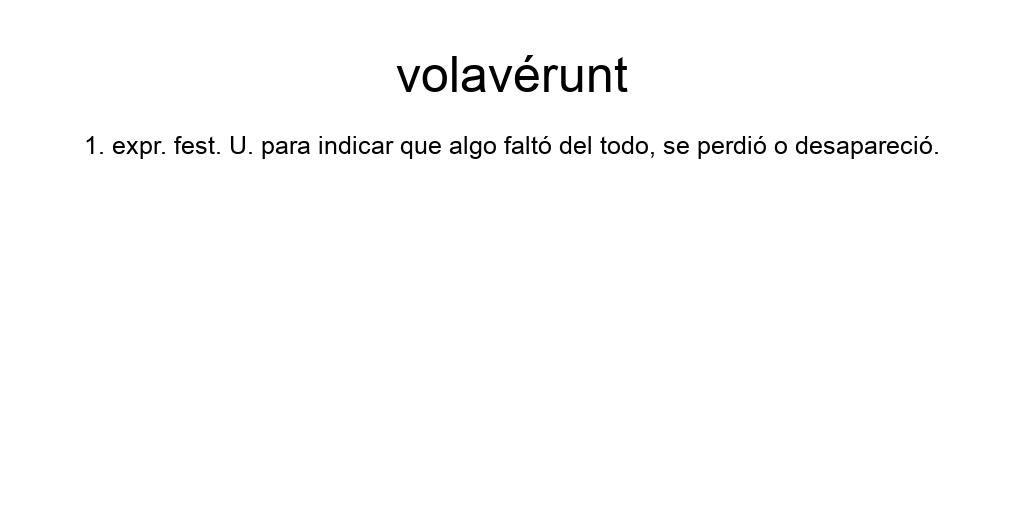 volavérunt
1. expr. fest. U. para indicar que algo faltó del todo, se perdió o desapareció.